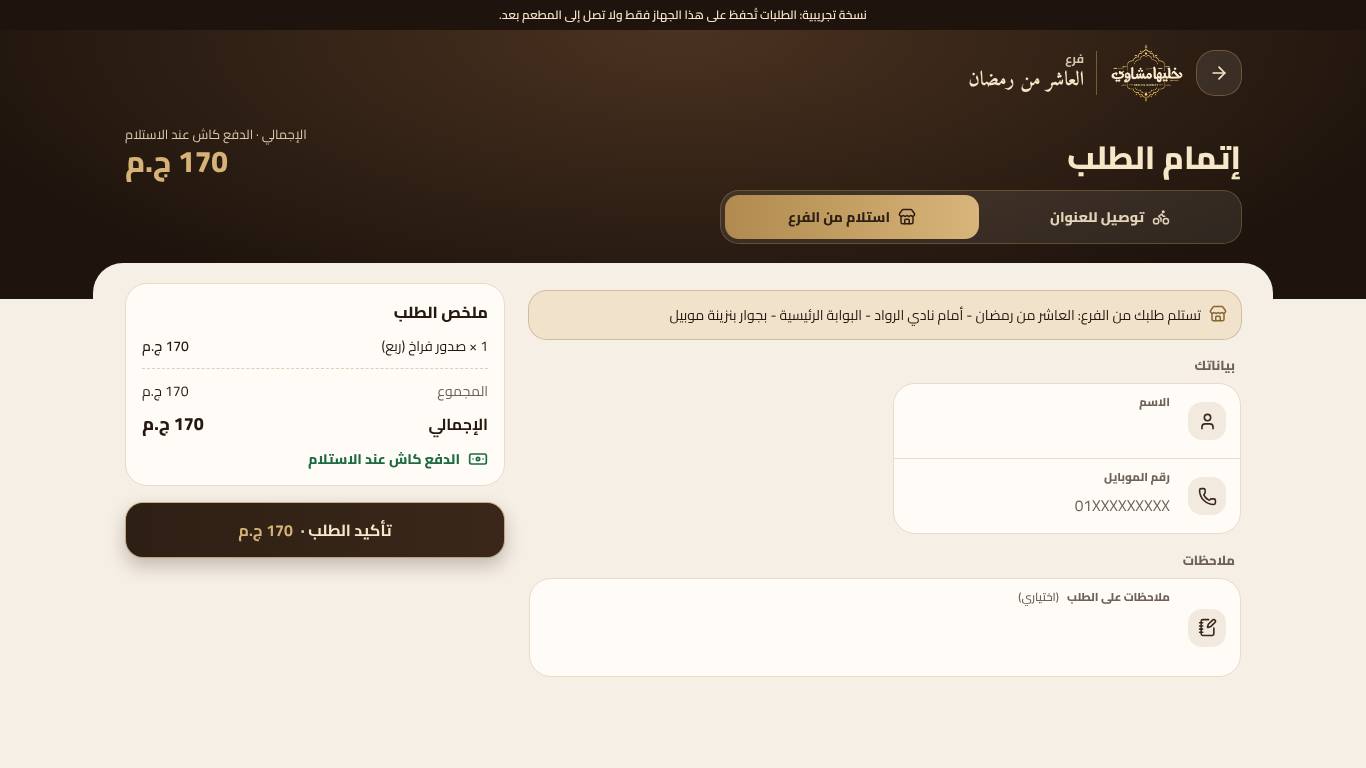 نسخة تجريبية: الطلبات تُحفظ على هذا الجهاز فقط ولا تصل إلى المطعم بعد.
خليها مشاوي
فرع
العاشر من رمضان
إتمام الطلب
الإجمالي · الدفع كاش عند الاستلام
170 ج.م
توصيل للعنوان
استلام من الفرع
تستلم طلبك من الفرع: العاشر من رمضان - أمام نادي الرواد - البوابة الرئيسية - بجوار بنزينة موبيل
بياناتك
الاسم
رقم الموبايل
01XXXXXXXXX
ملاحظات
ملاحظات على الطلب (اختياري)
ملخص الطلب
1 × صدور فراخ (ربع) 170 ج.م
المجموع 170 ج.م
الإجمالي 170 ج.م
الدفع كاش عند الاستلام
تأكيد الطلب · 170 ج.م